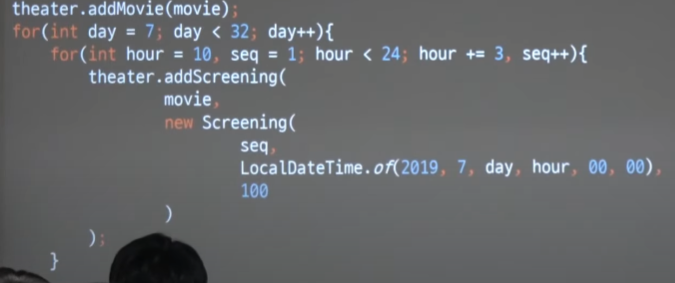 theater.addMovie(movie);
for(int day = 7; day < 32; day++){
    for(int hour = 10, seq = 1; hour < 24; hour += 3, seq++){
        theater.addScreening(
                movie,
                new Screening(
                        seq,
                        LocalDateTime.of(2019, 7, day, hour, 00, 00),
                        100
                )
        );
    }